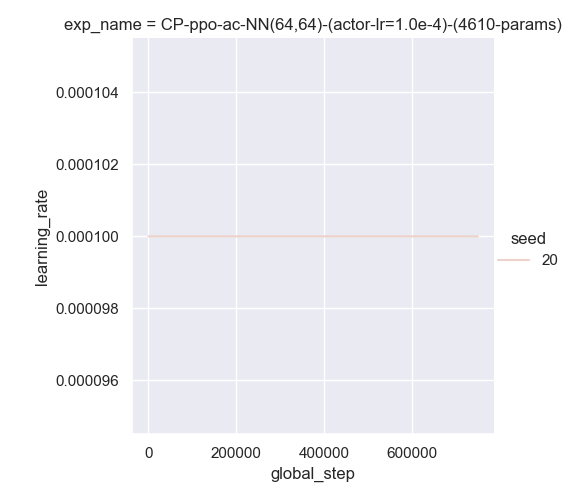 exp_name = CP-ppo-ac-NN(64,64)-(actor-lr=1.0e-4)-(4610-params)
0.000104
0.000102
0.000100
0.000098
0.000096
learning_rate
0 200000 400000 600000
global_step
seed
20